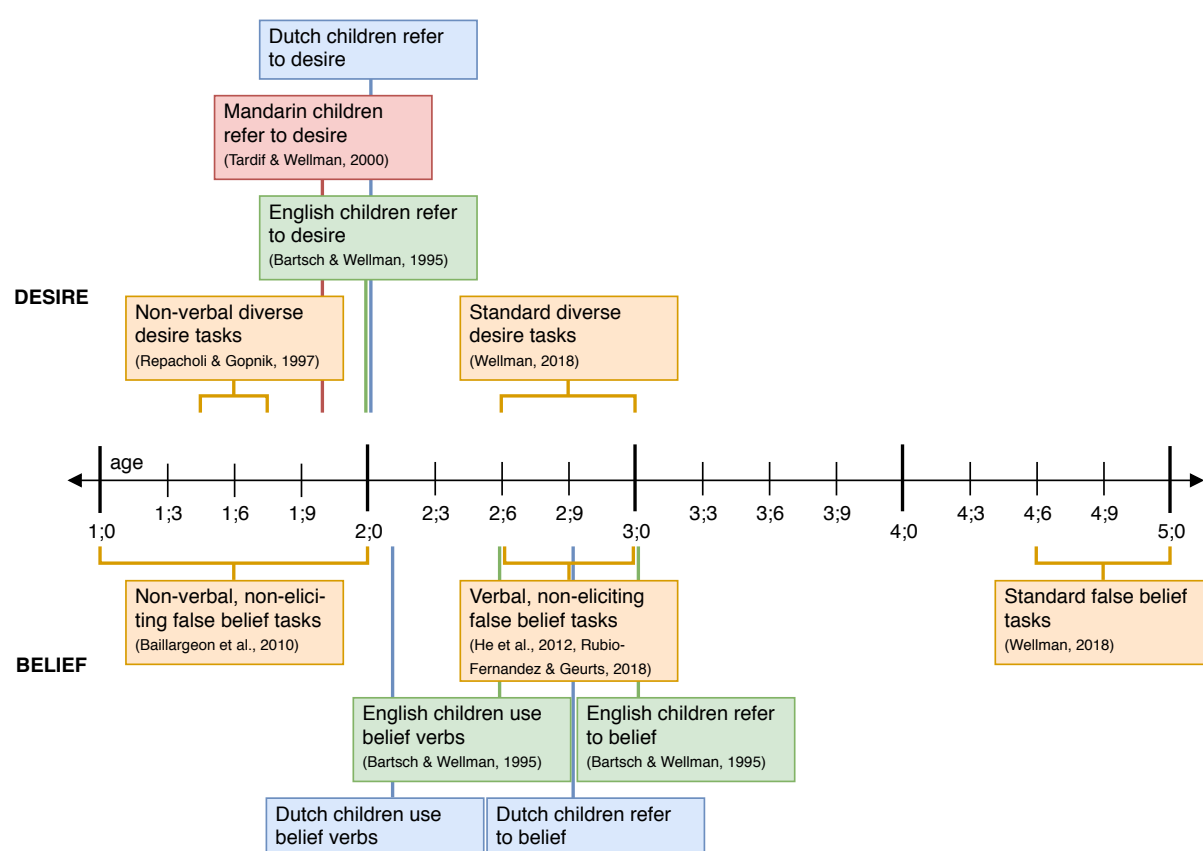 Dutch children refer
to desire
Mandarin children
refer to desire
(Tardif & Wellman, 2000)
English children refer
to desire
(Bartsch & Wellman, 1995)
DESIRE
Non-verbal diverse
desire tasks
(Repacholi & Gopnik, 1997)
Standard diverse
desire tasks
(Wellman, 2018)
age
1;0
1;3
1;6
1;9
2;0
2;3
2;6
2;9
3;0
3;3
3;6
3;9
4;0
4;3
4;6
4;9
5;0
Non-verbal, non-elici-
ting false belief tasks
(Baillargeon et al., 2010)
Verbal, non-eliciting
false belief tasks
(He et al., 2012, Rubio-
Fernandez & Geurts, 2018)
Standard false belief
tasks
(Wellman, 2018)
BELIEF
English children use
belief verbs
(Bartsch & Wellman, 1995)
English children refer
to belief
(Bartsch & Wellman, 1995)
Dutch children use
belief verbs
Dutch children refer
to belief